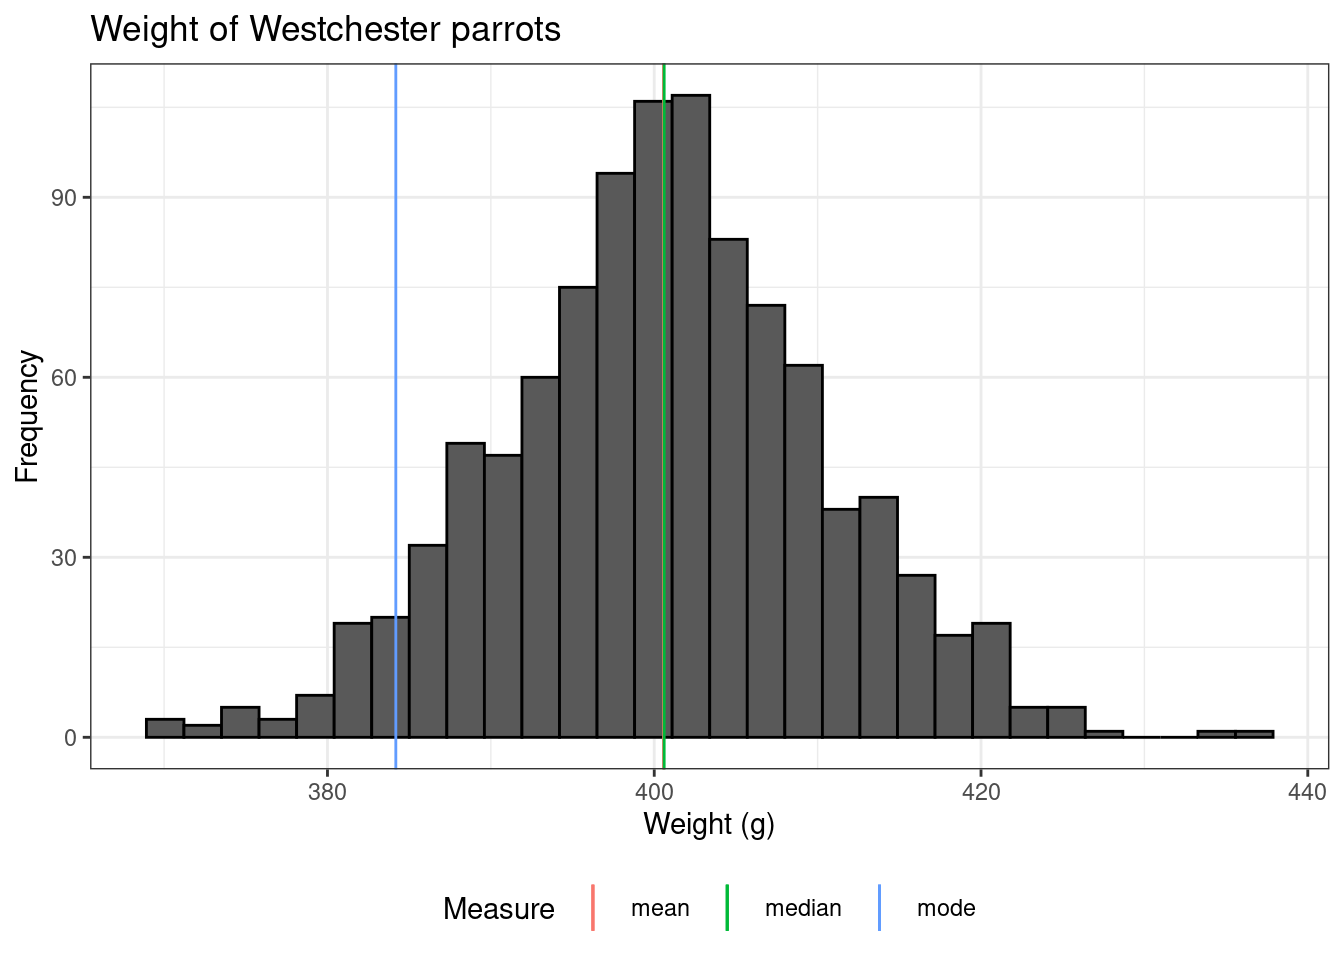 Weight of Westchester parrots
Frequency
90
60
30
0
380 400 420 440
Weight (g)
Measure mean median mode